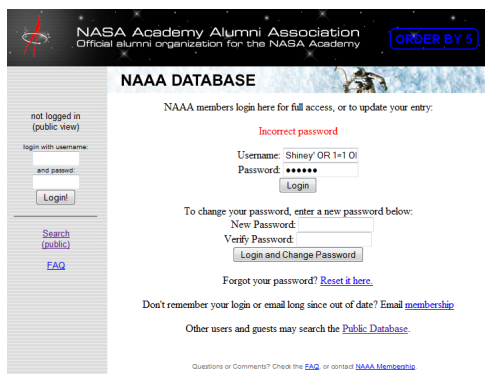 NASA Academy Alumni Association
Official alumni organization for the NASA Academy
ORDER BY 5
NAAA DATABASE
not logged in
(public view)
login with username:
and passwd:
Login!
Search
(public)
FAQ
NAAA members login here for full access, or to update your entry:
Incorrect password
Username: Shiney' OR 1=1 OI
Password: ●●●●●●
Login
To change your password, enter a new password below:
New Password:
Verify Password:
Login and Change Password
Forgot your password? Reset it here.
Don't remember your login or email long since out of date? Email membership
Other users and guests may search the Public Database.
Questions or Comments? Check the FAQ, or contact NAAA Membership.